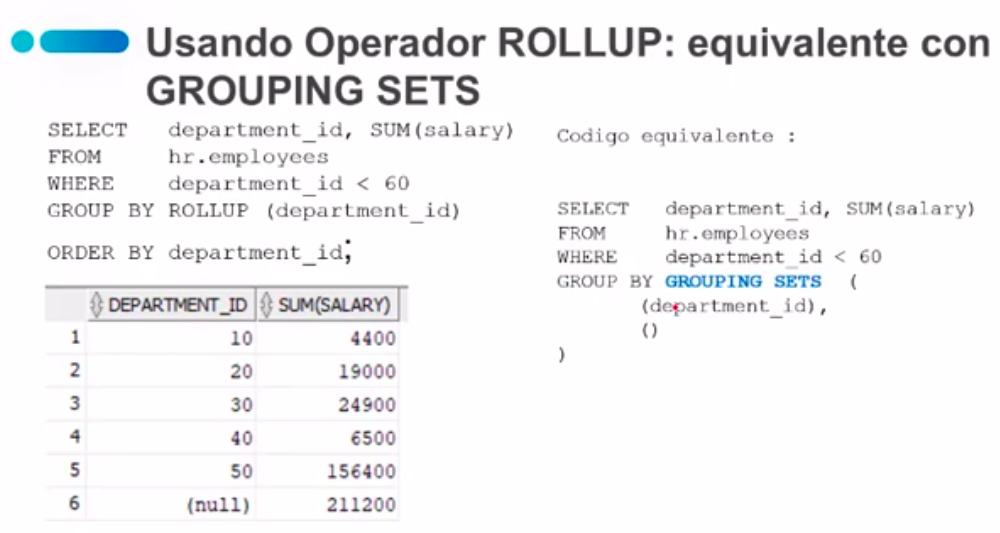 Usando Operador ROLLUP: equivalente con
GROUPING SETS
SELECT department_id, SUM(salary)
FROM hr.employees
WHERE department_id < 60
GROUP BY ROLLUP (department_id)
ORDER BY department_id;
DEPARTMENT_ID SUM(SALARY)
1 10 4400
2 20 19000
3 30 24900
4 40 6500
5 50 156400
6 (null) 211200
Codigo equivalente :
SELECT department_id, SUM(salary)
FROM hr.employees
WHERE department_id < 60
GROUP BY GROUPING SETS (
(department_id),
()
)